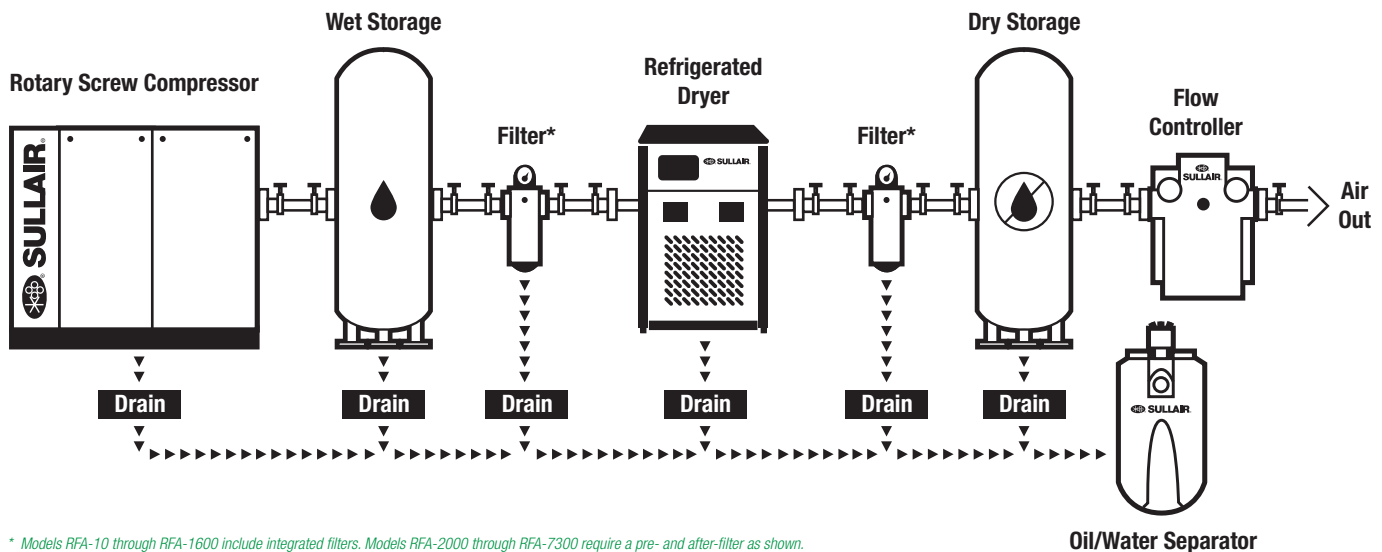 Wet Storage
Dry Storage
Rotary Screw Compressor
Refrigerated
Dryer
Flow
Controller
Filter*
Filter*
SULLAIR®
SULLAIR
SULLAIR
Air
Out
Drain
Drain
Drain
Drain
Drain
Drain
SULLAIR
* Models RFA-10 through RFA-1600 include integrated filters. Models RFA-2000 through RFA-7300 require a pre- and after-filter as shown.
Oil/Water Separator